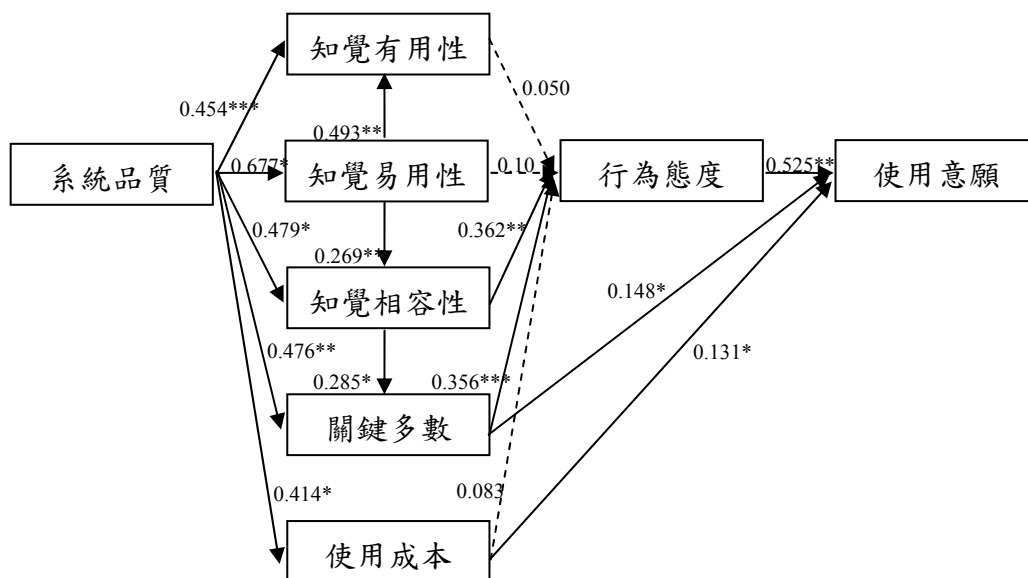 知覺有用性
0.050
0.454***
0.493**
系統品質
0.677*
知覺易用性
0.10
行為態度
0.525**
使用意願
0.479*
0.269**
0.362**
知覺相容性
0.148*
0.476**
0.285*
0.356***
0.131*
關鍵多數
0.414*
0.083
使用成本